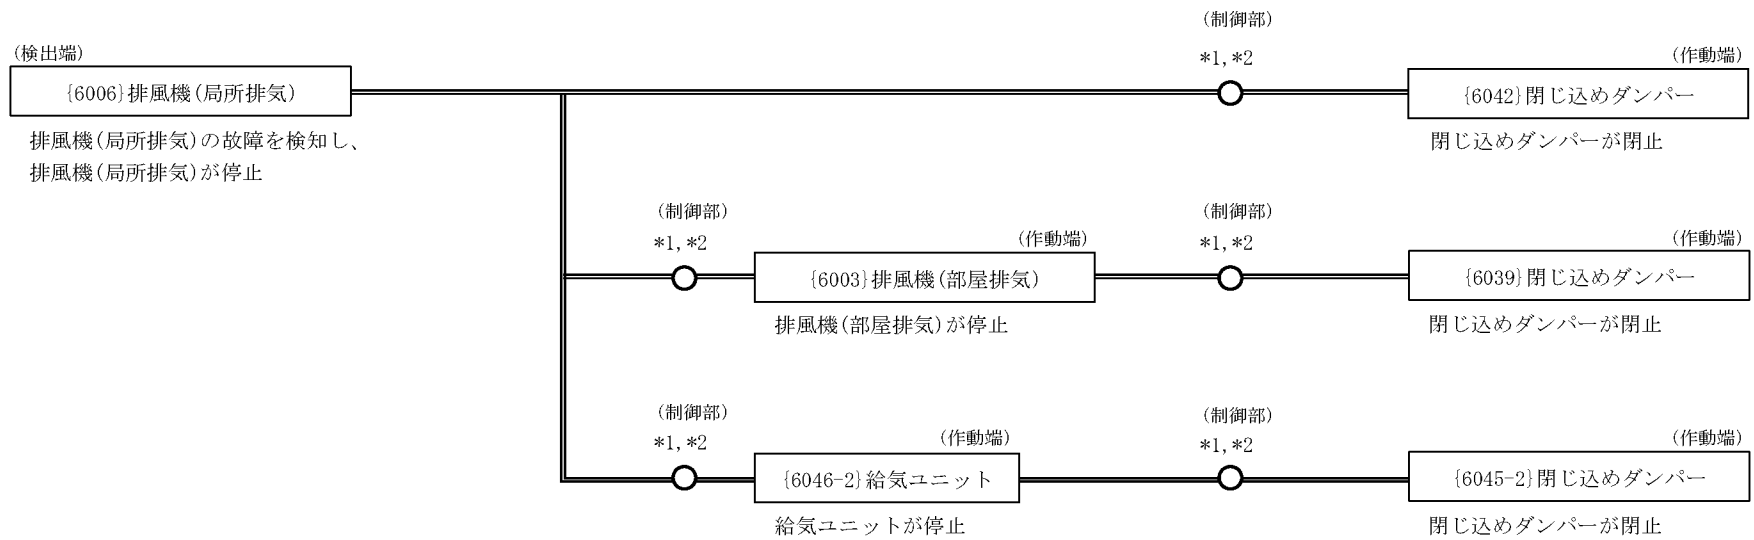 (制御部)
*1,*2
(検出端)
(作動端)
{6006}排風機(局所排気)
{6042}閉じ込めダンパー
排風機(局所排気)の故障を検知し、
排風機(局所排気)が停止
閉じ込めダンパーが閉止
(制御部)
*1,*2
(作動端)
(制御部)
*1,*2
(作動端)
{6003}排風機(部屋排気)
{6039}閉じ込めダンパー
排風機(部屋排気)が停止
閉じ込めダンパーが閉止
(制御部)
*1,*2
(作動端)
(制御部)
*1,*2
(作動端)
{6046-2}給気ユニット
{6045-2}閉じ込めダンパー
給気ユニットが停止
閉じ込めダンパーが閉止